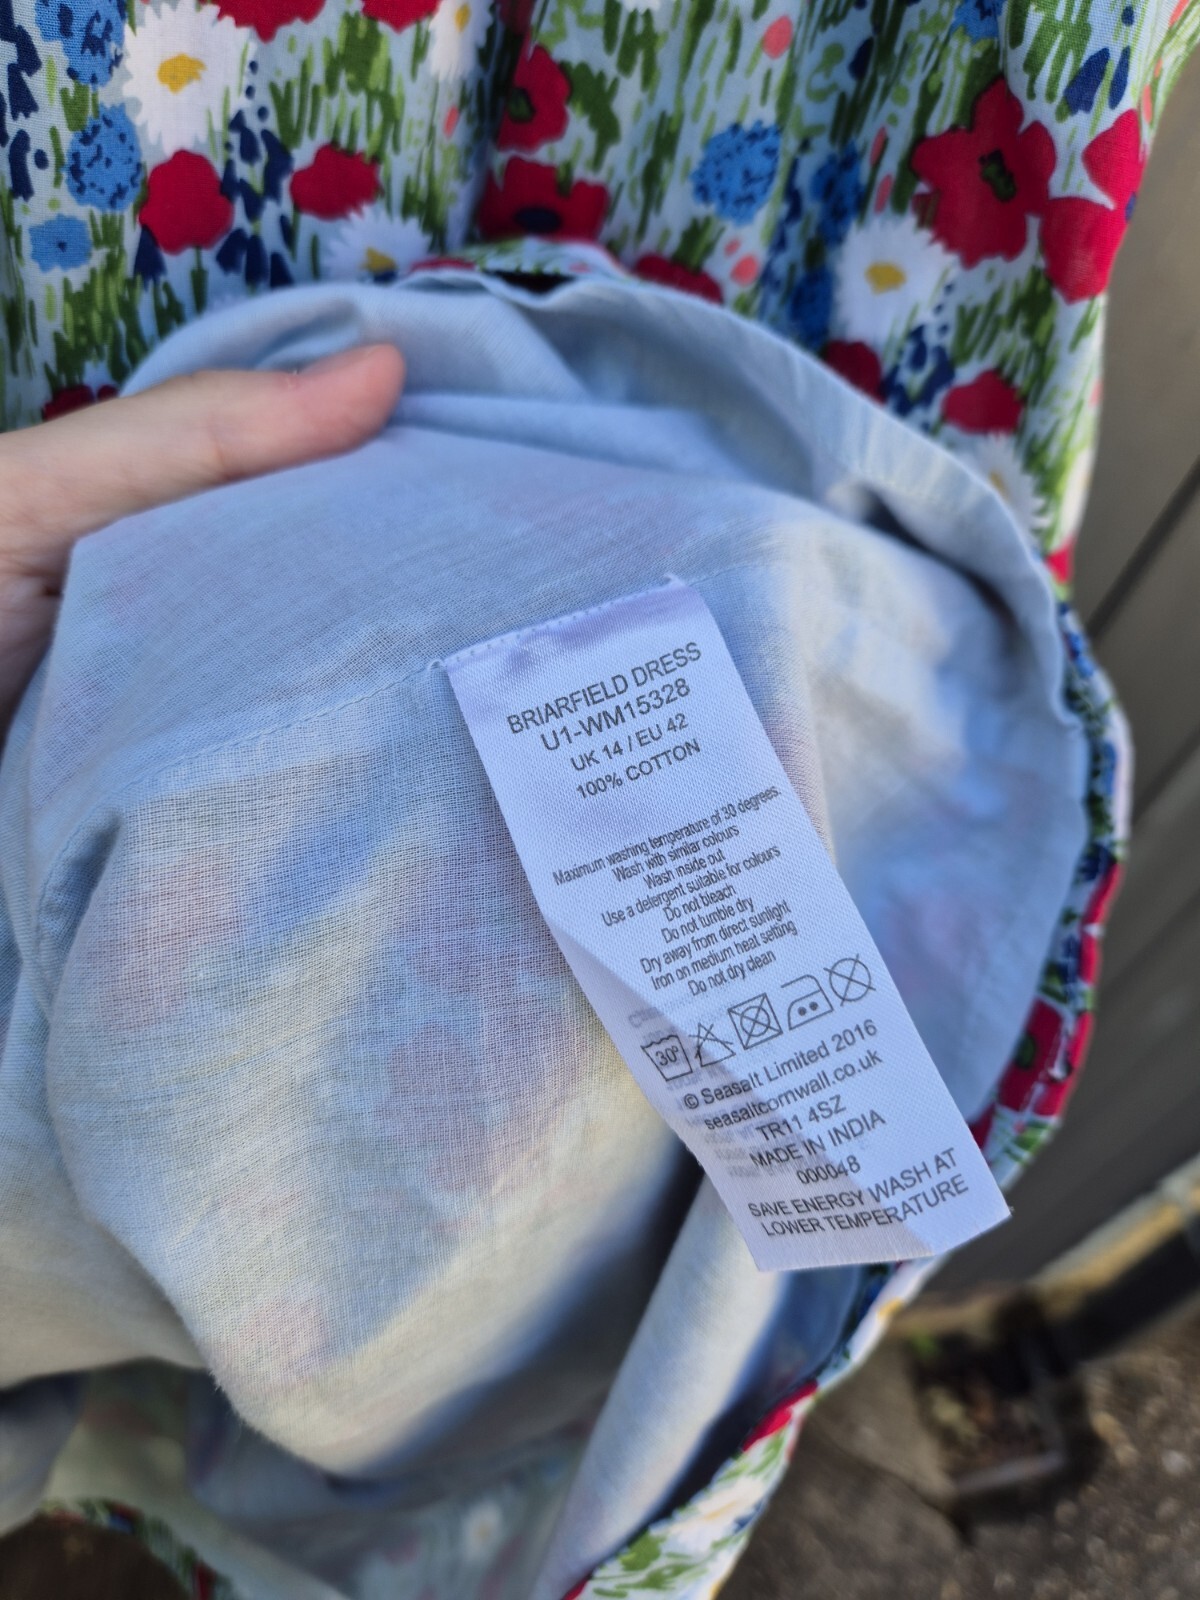 BRIARFIELD DRESS
U1-WM15328
UK 14 / EU 42
100% COTTON
Maximum washing temperature of 30 degrees.
Wash with similar colours
Wash inside out
Use a detergent suitable for colours
Do not bleach
Do not tumble dry
Dry away from direct sunlight
Iron on medium heat setting
Do not dry clean
30°
© Seasalt Limited 2016
seasaltcornwall.co.uk
TR11 4SZ
MADE IN INDIA
000048
SAVE ENERGY WASH AT
LOWER TEMPERATURE